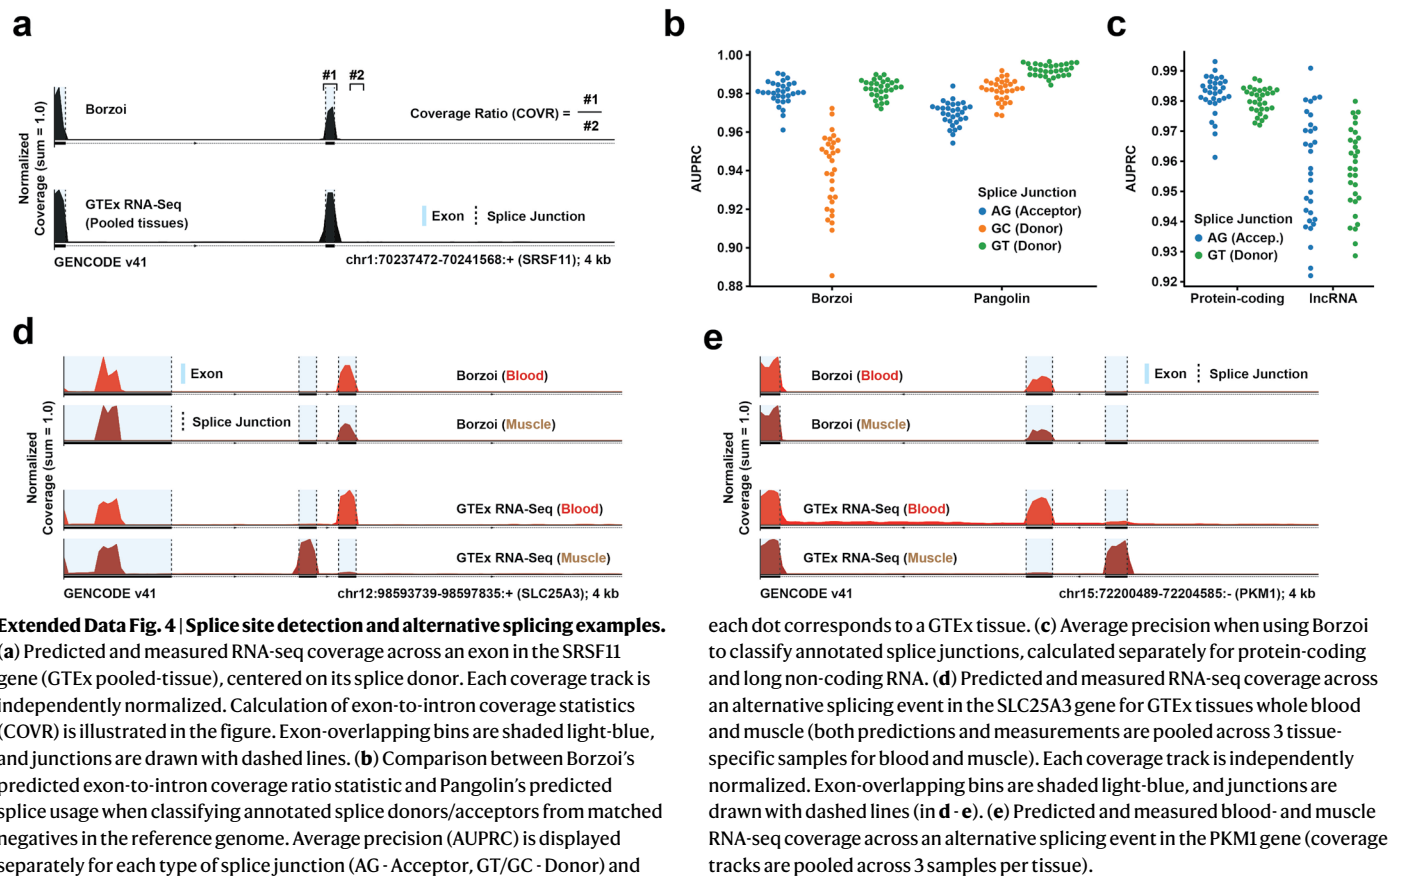 a
#1
#2
Borzoi
Coverage Ratio (COVR) =
#1
#2
Normalized
Coverage (sum = 1.0)
GTEx RNA-Seq
(Pooled tissues)
Exon
Splice Junction
GENCODE v41
chr1:70237472-70241568:+ (SRSF11); 4 kb
b
1.00
0.98
0.96
0.94
0.92
0.90
0.88
AUPRC
Splice Junction
AG (Acceptor)
GC (Donor)
GT (Donor)
Borzoi
Pangolin
c
0.99
0.98
0.97
0.96
0.95
0.94
0.93
0.92
AUPRC
Splice Junction
AG (Accep.)
GT (Donor)
Protein-coding
lncRNA
d
Exon
Splice Junction
Borzoi (Blood)
Borzoi (Muscle)
Normalized
Coverage (sum = 1.0)
GTEx RNA-Seq (Blood)
GTEx RNA-Seq (Muscle)
GENCODE v41
chr12:98593739-98597835:+ (SLC25A3); 4 kb
e
Borzoi (Blood)
Exon
Splice Junction
Borzoi (Muscle)
Normalized
Coverage (sum = 1.0)
GTEx RNA-Seq (Blood)
GTEx RNA-Seq (Muscle)
GENCODE v41
chr15:72200489-72204585:- (PKM1); 4 kb
Extended Data Fig. 4 | Splice site detection and alternative splicing examples.
(a) Predicted and measured RNA-seq coverage across an exon in the SRSF11
gene (GTEx pooled-tissue), centered on its splice donor. Each coverage track is
independently normalized. Calculation of exon-to-intron coverage statistics
(COVR) is illustrated in the figure. Exon-overlapping bins are shaded light-blue,
and junctions are drawn with dashed lines. (b) Comparison between Borzoi's
predicted exon-to-intron coverage ratio statistic and Pangolin's predicted
splice usage when classifying annotated splice donors/acceptors from matched
negatives in the reference genome. Average precision (AUPRC) is displayed
separately for each type of splice junction (AG - Acceptor, GT/GC - Donor) and
each dot corresponds to a GTEx tissue. (c) Average precision when using Borzoi
to classify annotated splice junctions, calculated separately for protein-coding
and long non-coding RNA. (d) Predicted and measured RNA-seq coverage across
an alternative splicing event in the SLC25A3 gene for GTEx tissues whole blood
and muscle (both predictions and measurements are pooled across 3 tissue-
specific samples for blood and muscle). Each coverage track is independently
normalized. Exon-overlapping bins are shaded light-blue, and junctions are
drawn with dashed lines (in d - e). (e) Predicted and measured blood- and muscle
RNA-seq coverage across an alternative splicing event in the PKM1 gene (coverage
tracks are pooled across 3 samples per tissue).